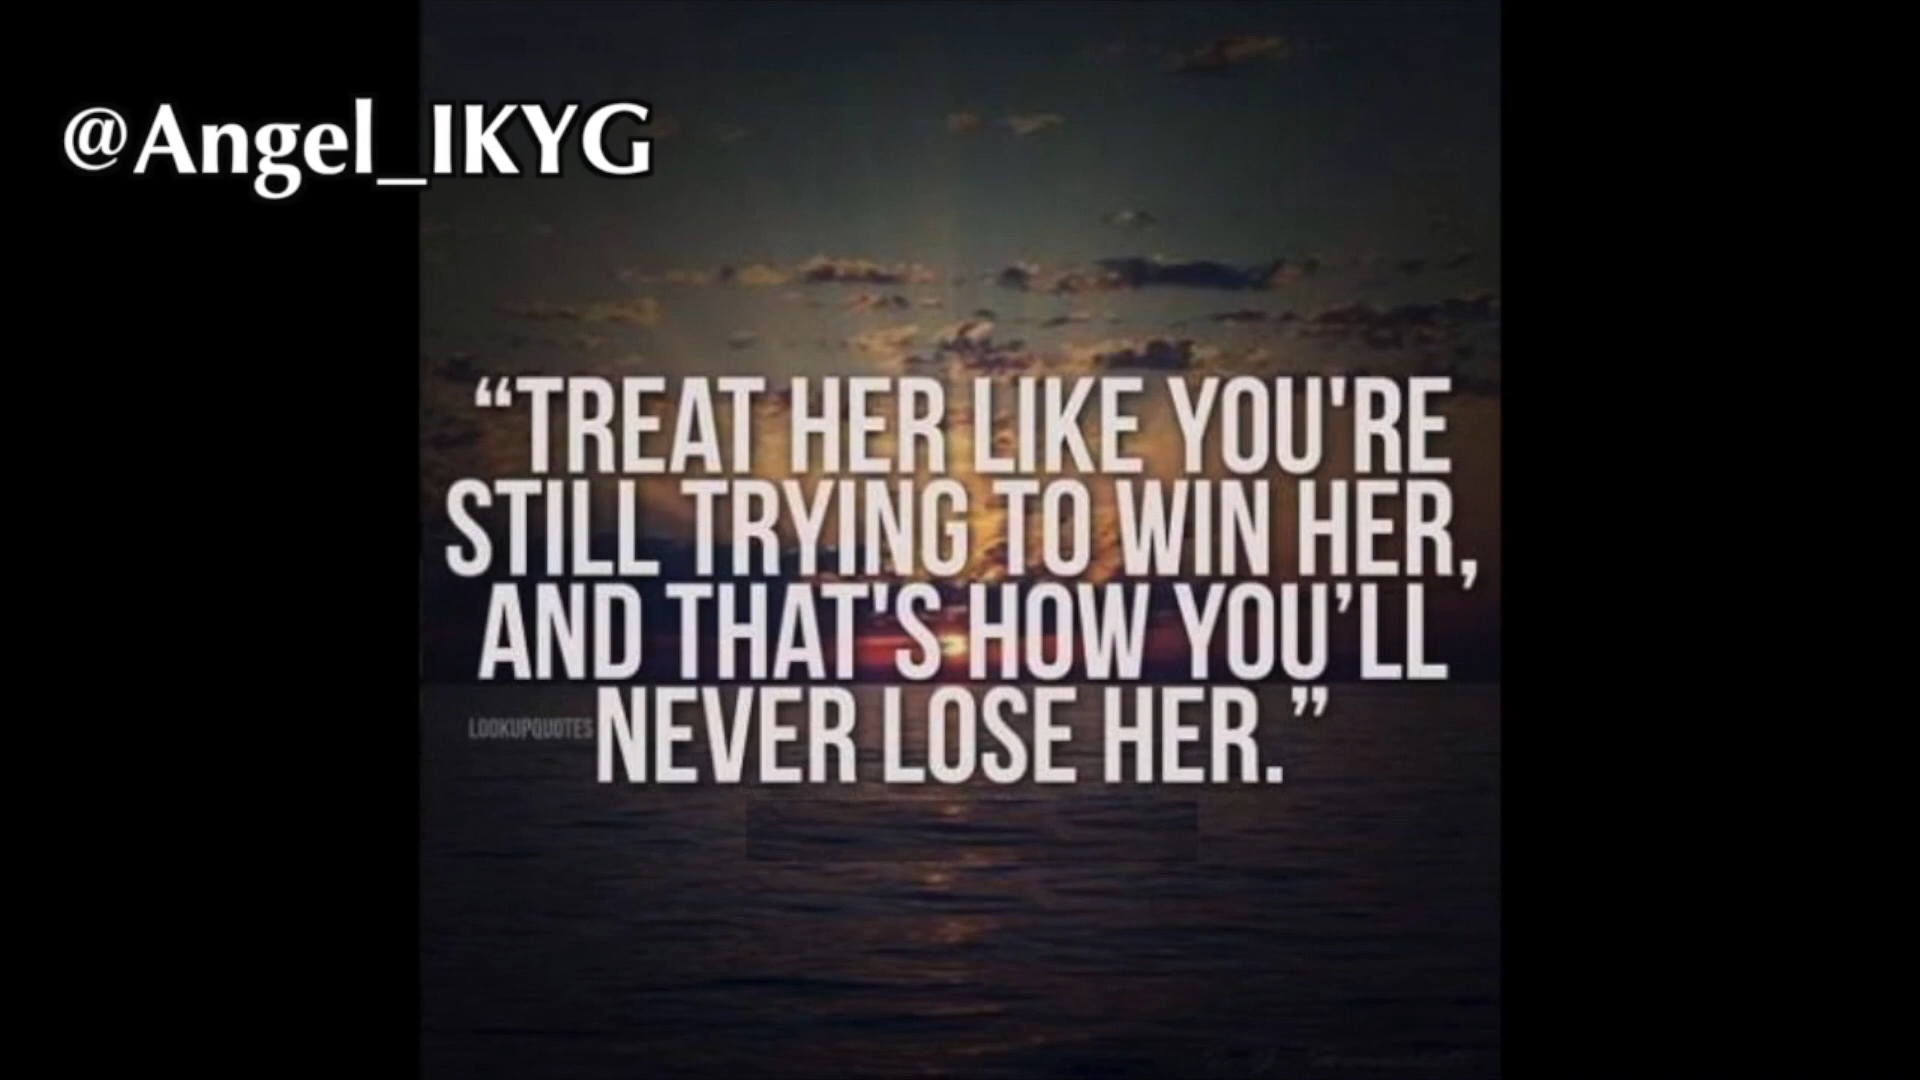 @Angel_IKYG
“TREAT HER LIKE YOU'RE
STILL TRYING TO WIN HER,
AND THAT'S HOW YOU’LL
NEVER LOSE HER.”
LOOKUPQUOTES